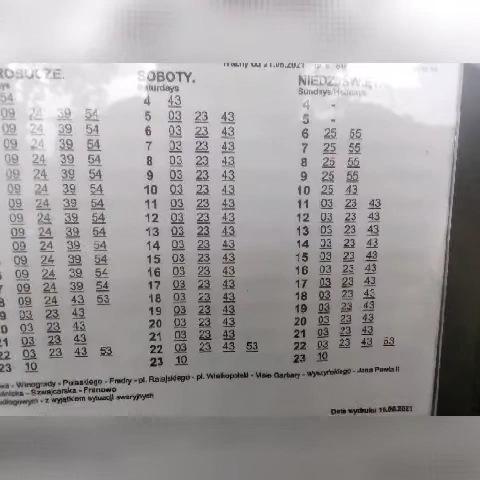 ROBOCZE. SOBOTY. NIEDZ./ŚWIĘTA
Saturdays Sundays/Holidays
54 4 43 4 -
09 24 39 54 5 03 23 43 5 -
09 24 39 54 6 03 23 43 6 25 55
09 24 39 54 7 03 23 43 7 25 55
09 24 39 54 8 03 23 43 8 25 55
09 24 39 54 9 03 23 43 9 25 55
09 24 39 54 10 03 23 43 10 25 43
09 24 39 54 11 03 23 43 11 03 23 43
09 24 39 54 12 03 23 43 12 03 23 43
09 24 39 54 13 03 23 43 13 03 23 43
09 24 39 54 14 03 23 43 14 03 23 43
09 24 39 54 15 03 23 43 15 03 23 43
09 24 39 54 16 03 23 43 16 03 23 43
09 24 39 54 17 03 23 43 17 03 23 43
09 24 43 53 18 03 23 43 18 03 23 43
03 23 43 19 03 23 43 19 03 23 43
03 23 43 20 03 23 43 20 03 23 43
21 03 23 43 21 03 23 43 21 03 23 43
22 03 23 43 53 22 03 23 43 53 22 03 23 43 53
23 10 23 10 23 10
Winogrady - Pułaskiego - Fredry - pl. Ratajskiego - pl. Wielkopolski - Małe Garbary - Wyszyńskiego - Jana Pawła II
Szwajcarska - Franowo
z wyjątkiem sytuacji awaryjnych
Data wydruku 16.06.2021